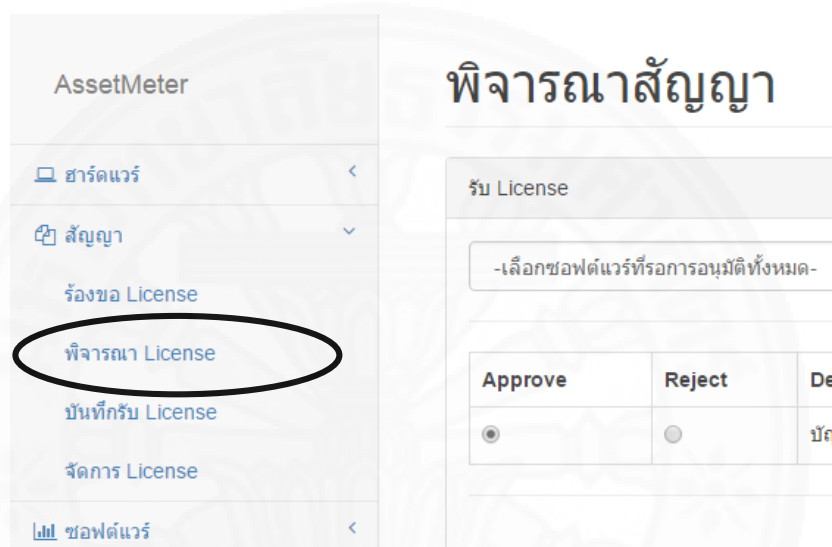 AssetMeter
ฮาร์ดแวร์
สัญญา
ร้องขอ License
พิจารณา License
บันทึกรับ License
จัดการ License
ซอฟต์แวร์
พิจารณาสัญญา
รับ License
-เลือกซอฟต์แวร์ที่รอการอนุมัติทั้งหมด-
Approve Reject